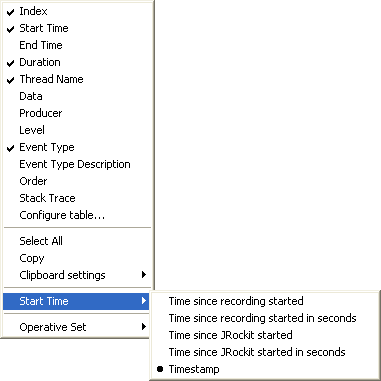 Index
Start Time
End Time
Duration
Thread Name
Data
Producer
Level
Event Type
Event Type Description
Order
Stack Trace
Configure table...
Select All
Copy
Clipboard settings
Start Time
Operative Set
Time since recording started
Time since recording started in seconds
Time since JRockit started
Time since JRockit started in seconds
Timestamp